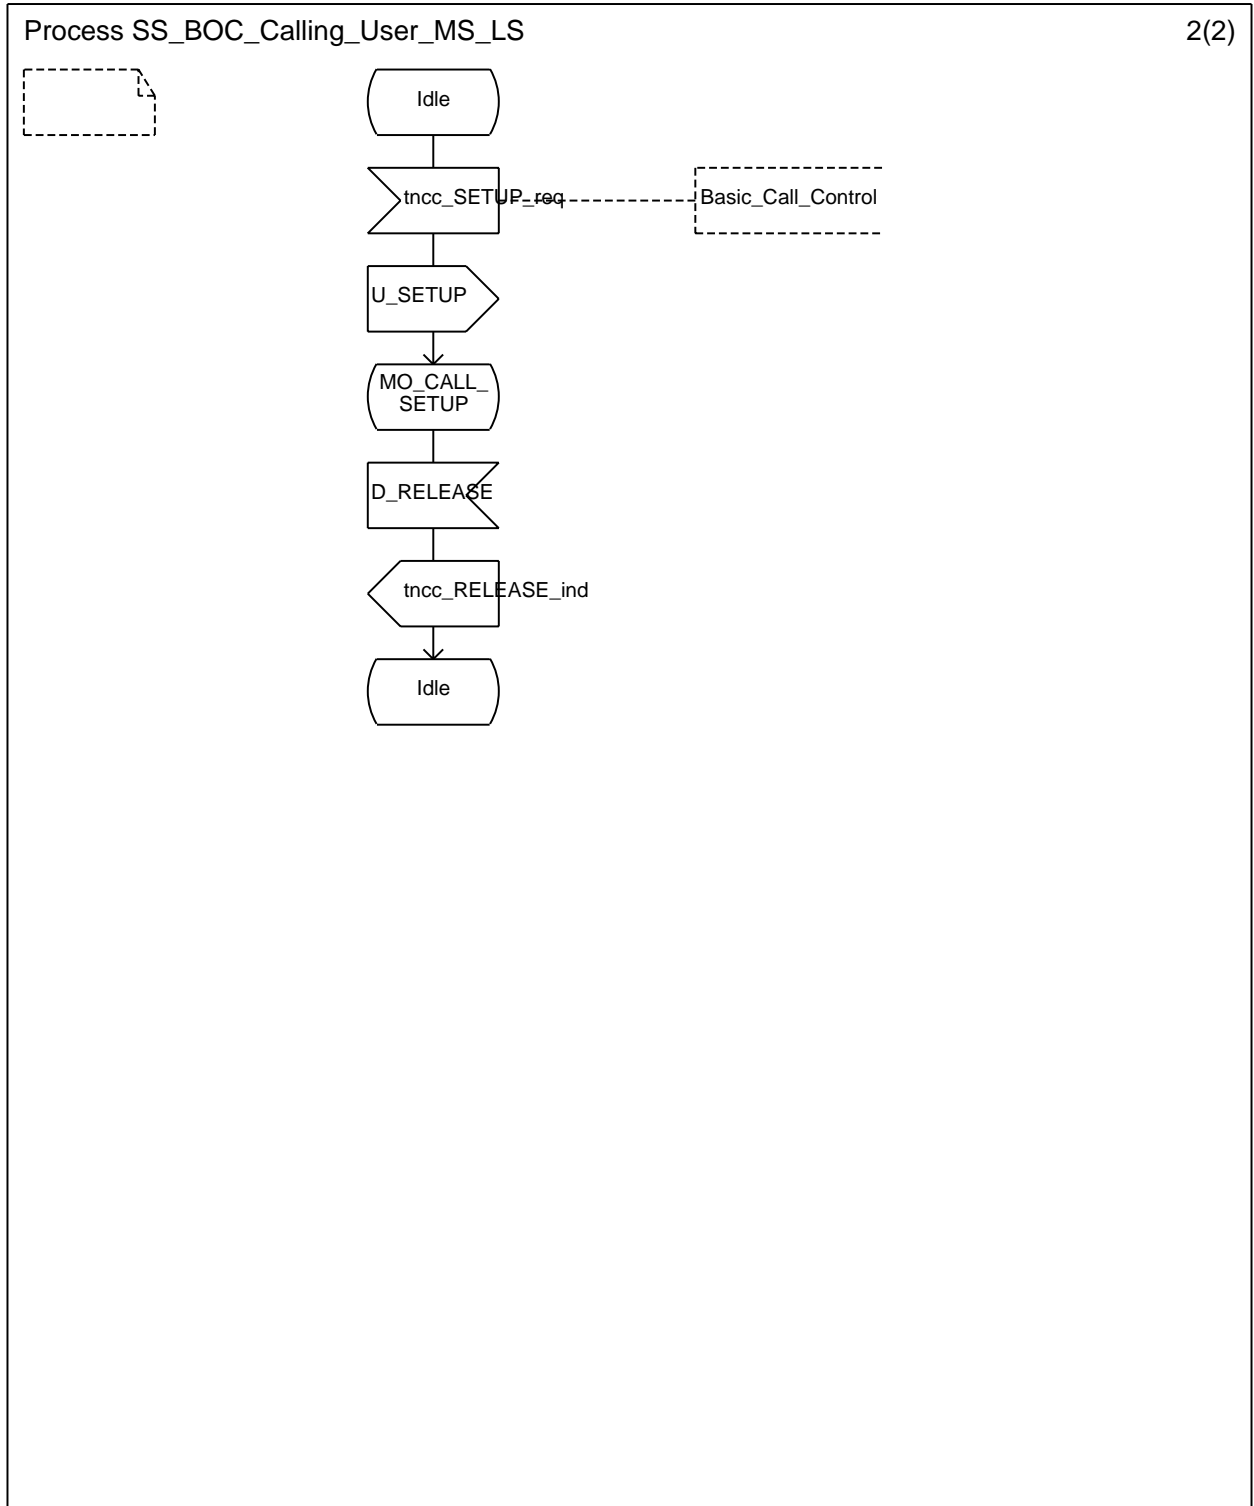 Process SS_BOC_Calling_User_MS_LS 2(2)
Idle
tncc_SETUP_req
Basic_Call_Control
U_SETUP
MO_CALL_
SETUP
D_RELEASE
tncc_RELEASE_ind
Idle